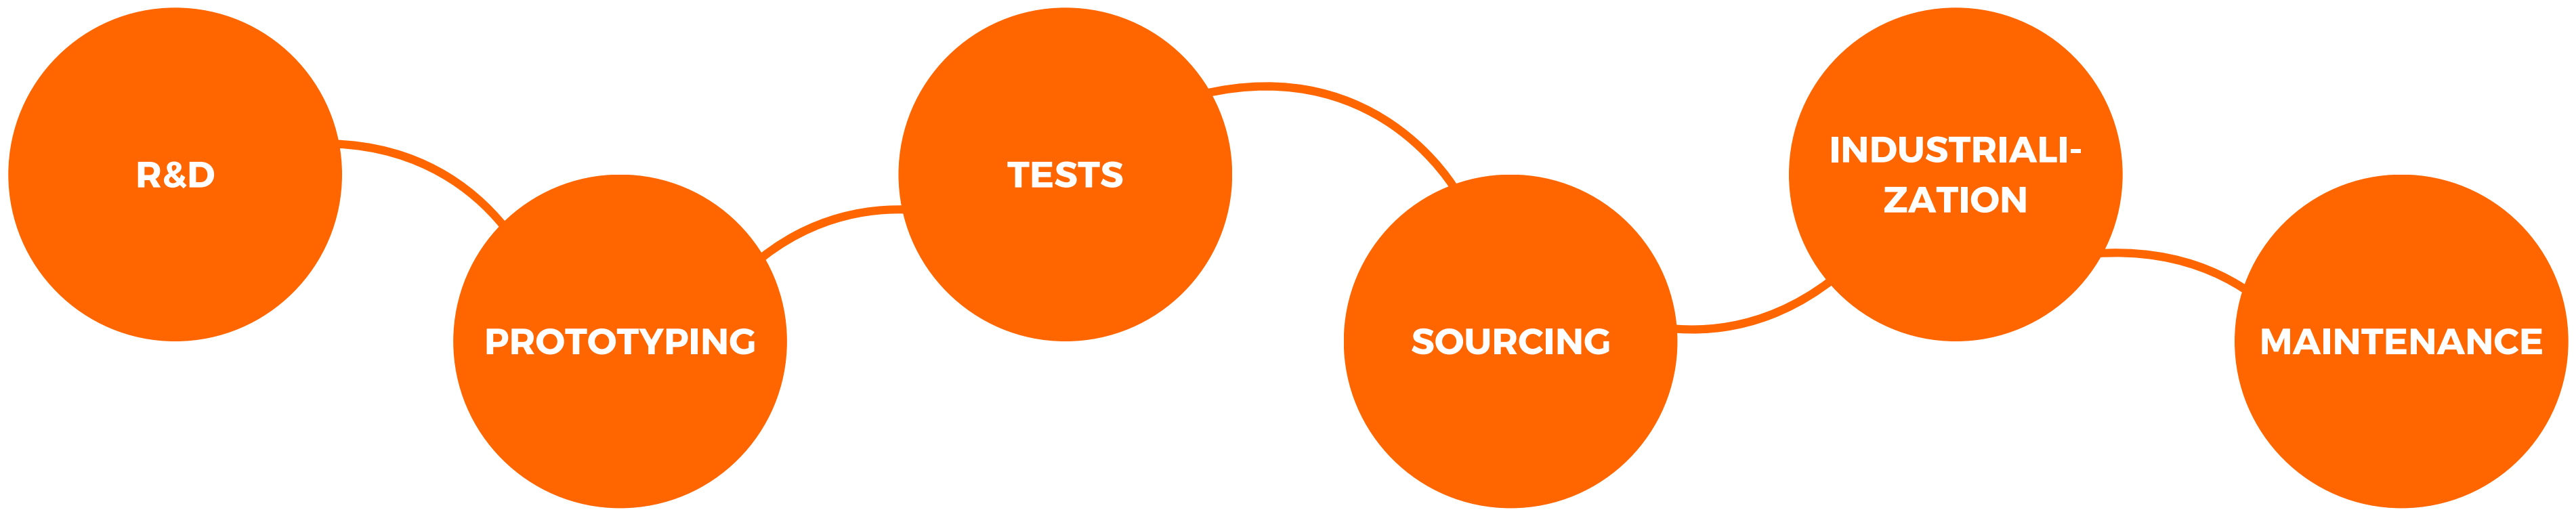 R&D
PROTOTYPING
TESTS
SOURCING
INDUSTRIALI-
ZATION
MAINTENANCE